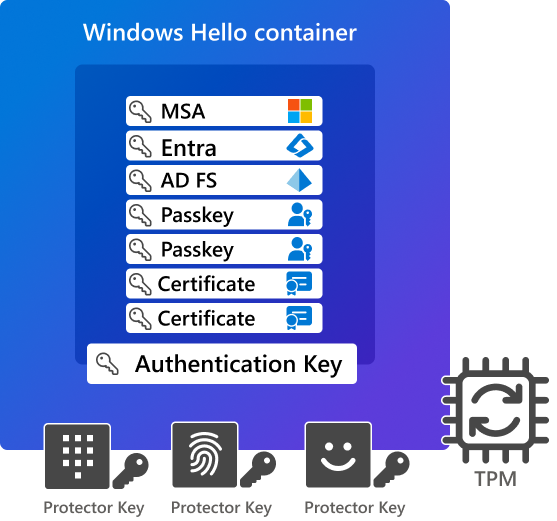 Windows Hello container
MSA
Entra
AD FS
Passkey
Passkey
Certificate
Certificate
Authentication Key
TPM
Protector Key
Protector Key
Protector Key